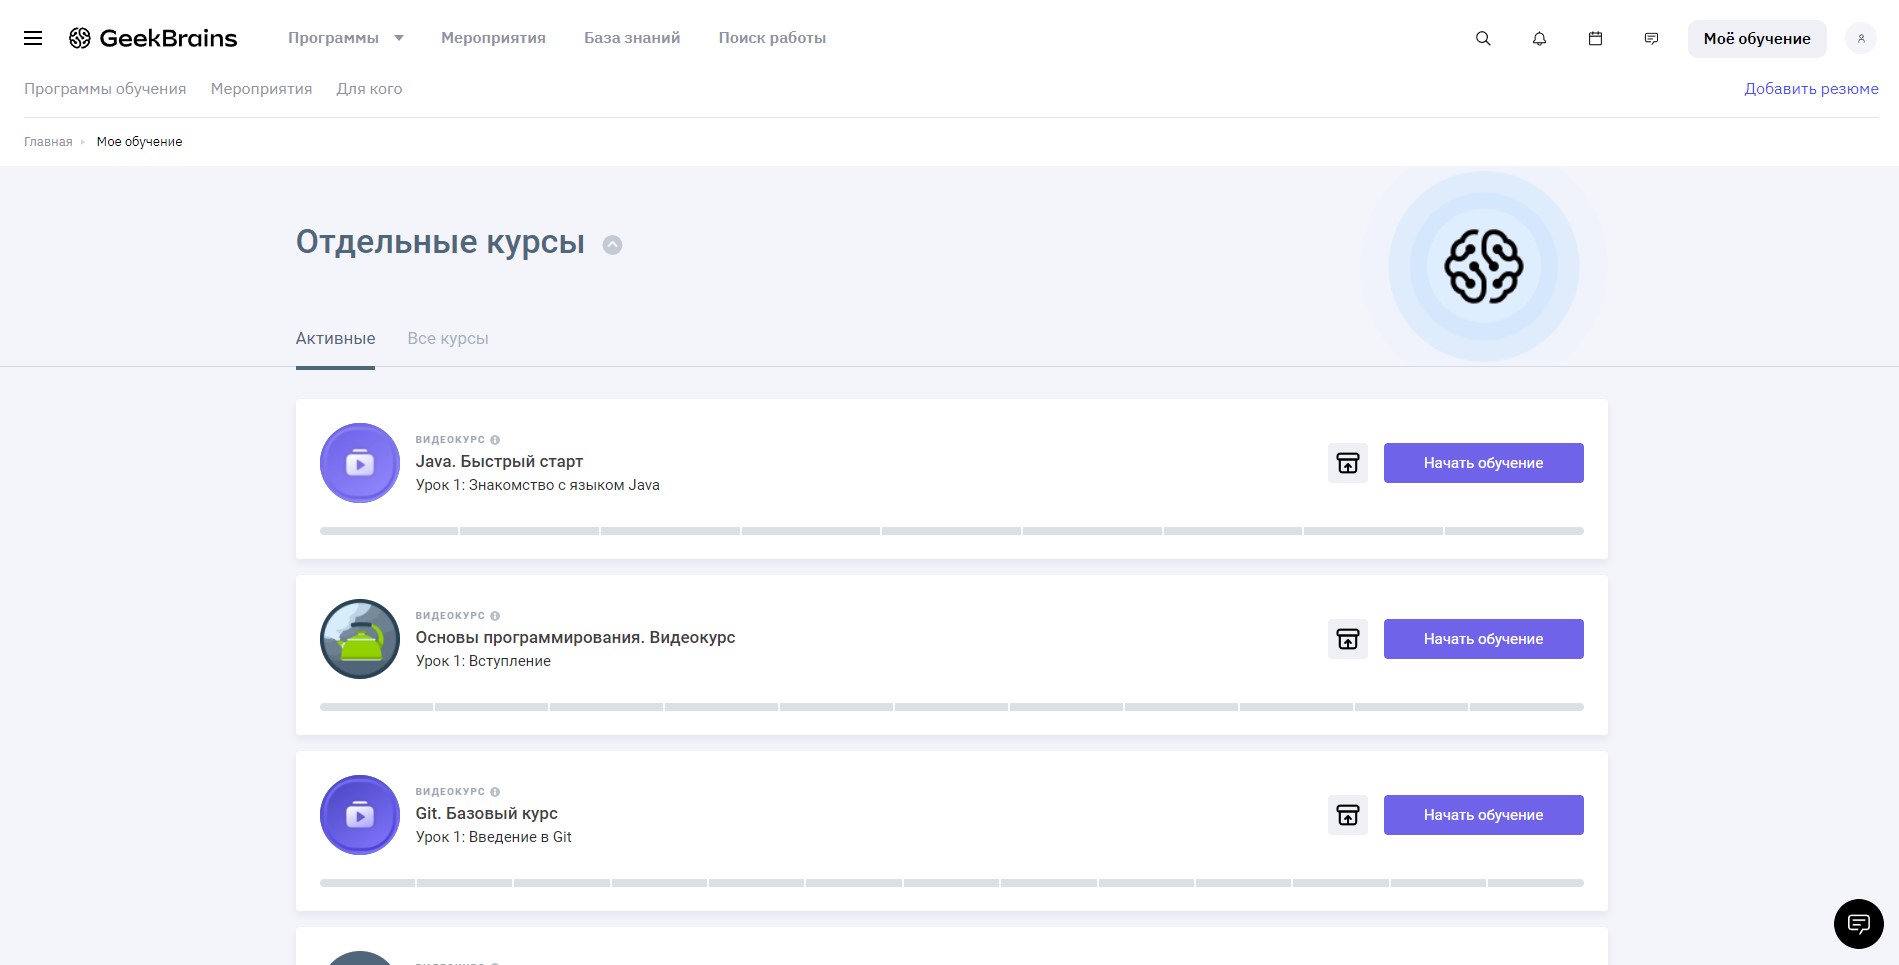 GeekBrains
Программы
Мероприятия
База знаний
Поиск работы
Моё обучение
Программы обучения
Мероприятия
Для кого
Добавить резюме
Главная
Мое обучение
Отдельные курсы
Активные
Все курсы
ВИДЕОКУРС
Java. Быстрый старт
Урок 1: Знакомство с языком Java
Начать обучение
ВИДЕОКУРС
Основы программирования. Видеокурс
Урок 1: Вступление
Начать обучение
ВИДЕОКУРС
Git. Базовый курс
Урок 1: Введение в Git
Начать обучение